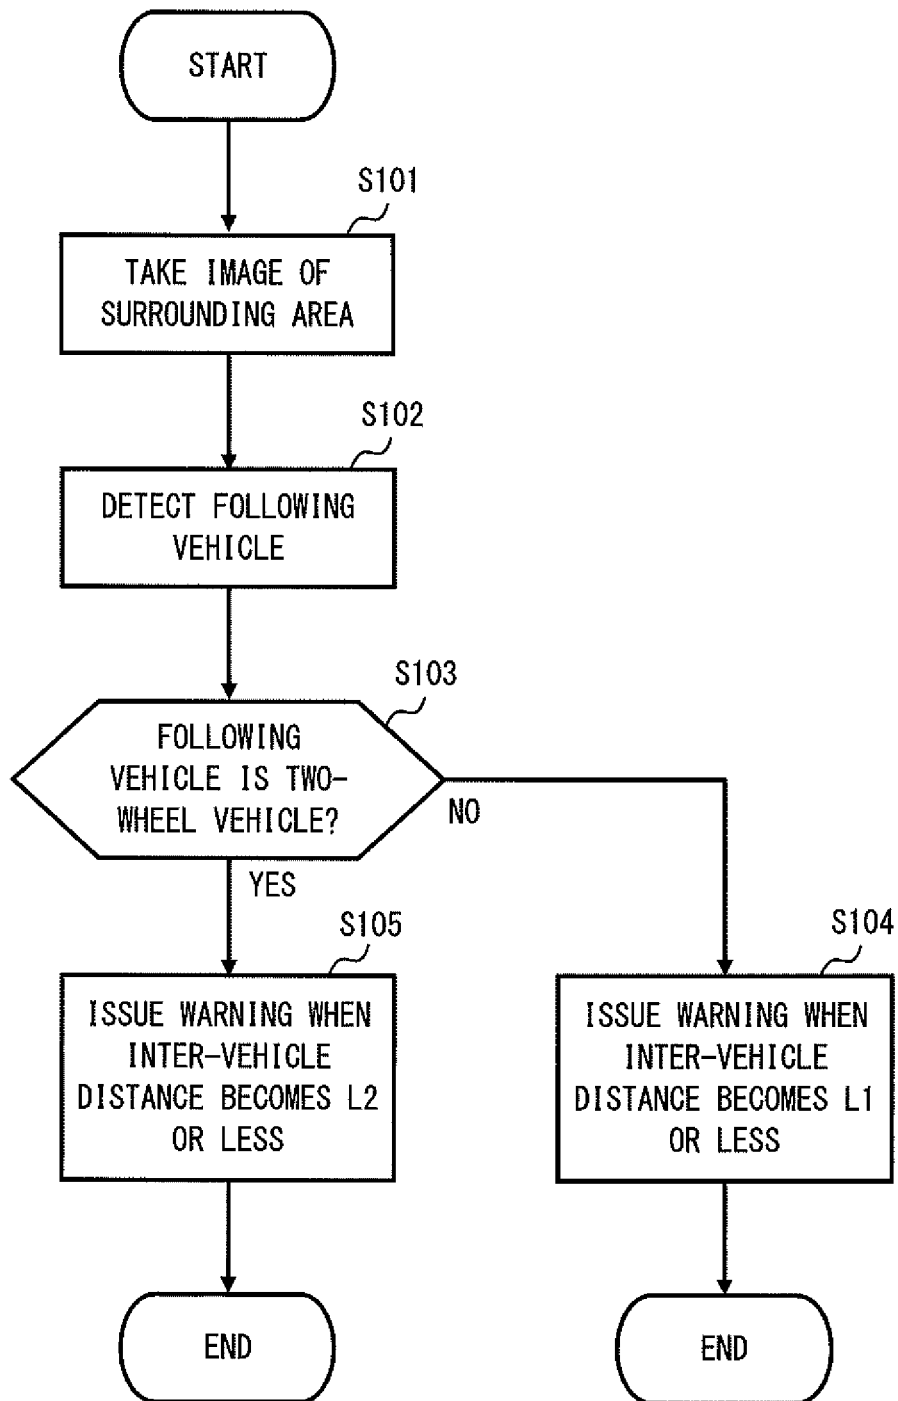 START
S101
TAKE IMAGE OF
SURROUNDING AREA
S102
DETECT FOLLOWING
VEHICLE
S103
FOLLOWING
VEHICLE IS TWO-
WHEEL VEHICLE?
NO
YES
S105
ISSUE WARNING WHEN
INTER-VEHICLE
DISTANCE BECOMES L2
OR LESS
S104
ISSUE WARNING WHEN
INTER-VEHICLE
DISTANCE BECOMES L1
OR LESS
END
END